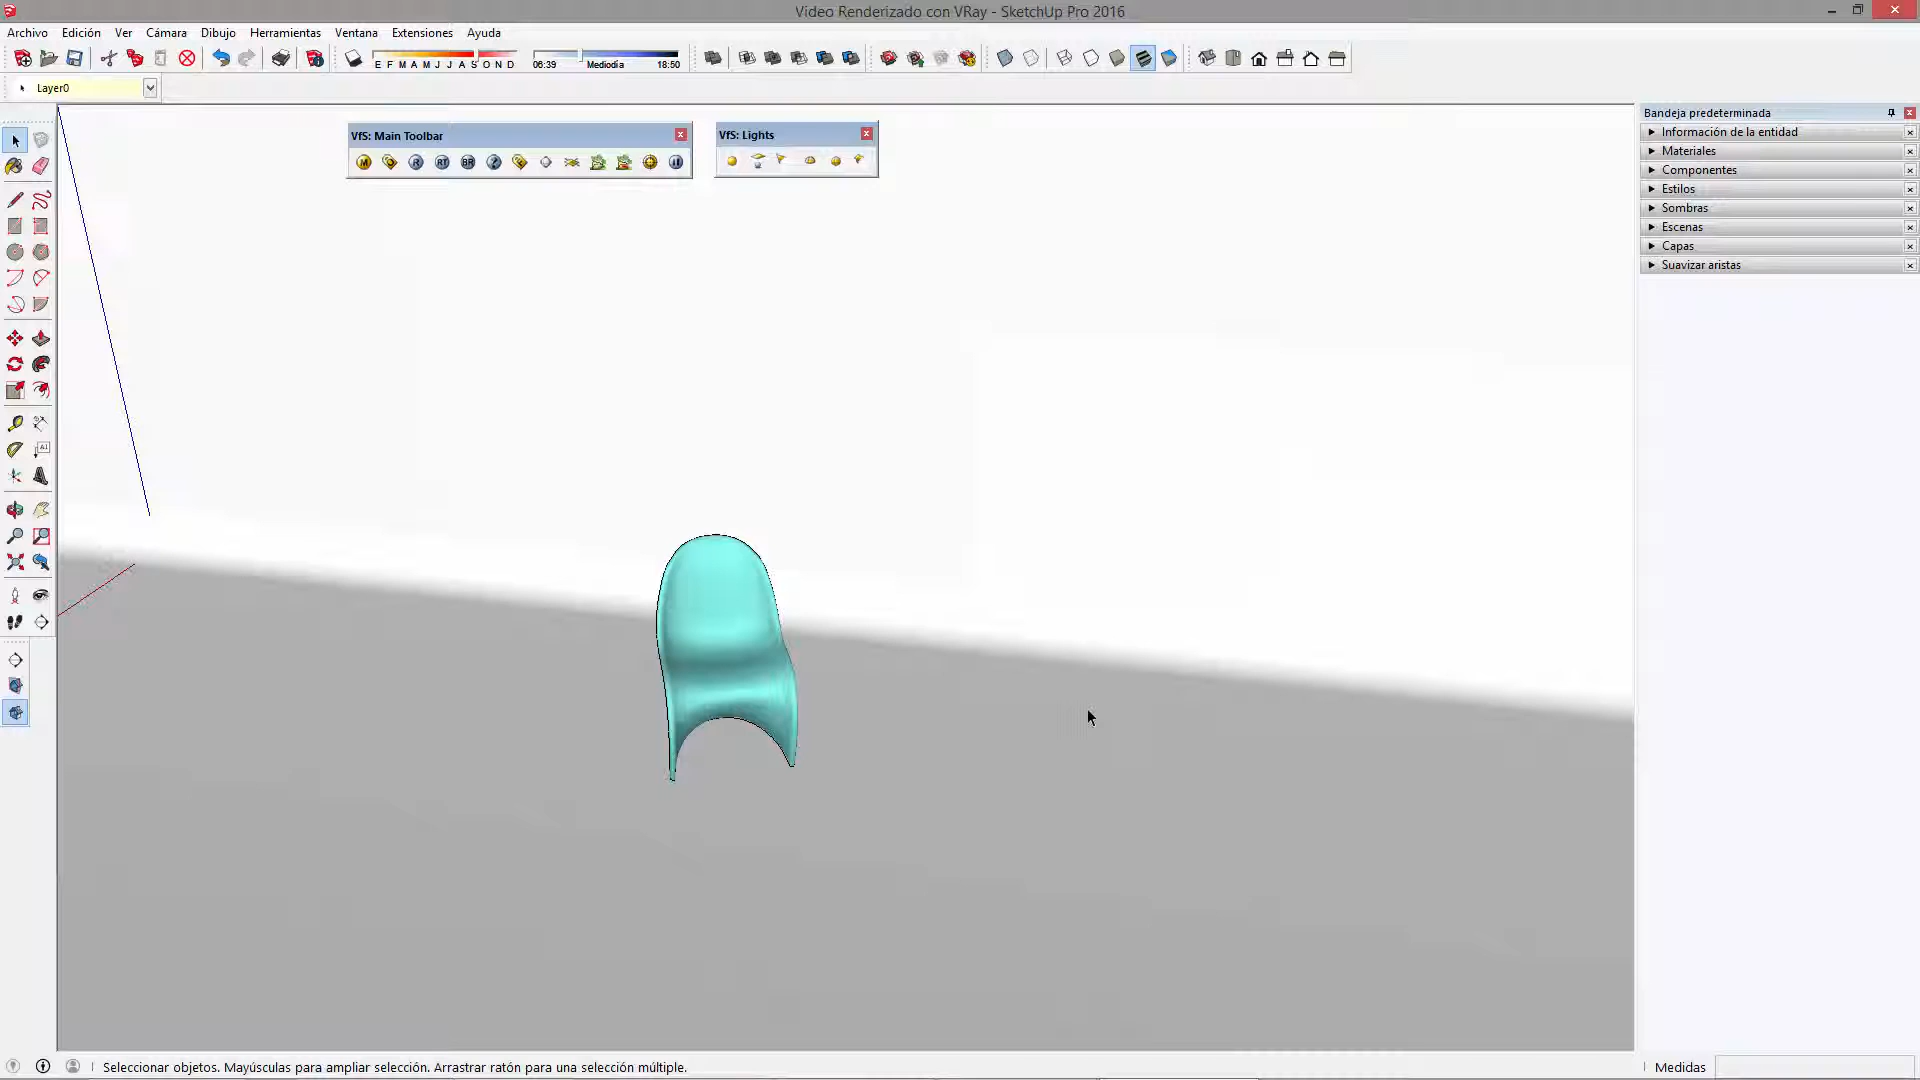 Video Renderizado con VRay - SketchUp Pro 2016
Archivo Edición Ver Cámara Dibujo Herramientas Ventana Extensiones Ayuda
E F M A M J J A S O N D 06:39 Mediodía 18:50
Layer0
VfS: Main Toolbar
VfS: Lights
M R RT BR
Bandeja predeterminada
Información de la entidad
Materiales
Componentes
Estilos
Sombras
Escenas
Capas
Suavizar aristas
Seleccionar objetos. Mayúsculas para ampliar selección. Arrastrar ratón para una selección múltiple.
Medidas